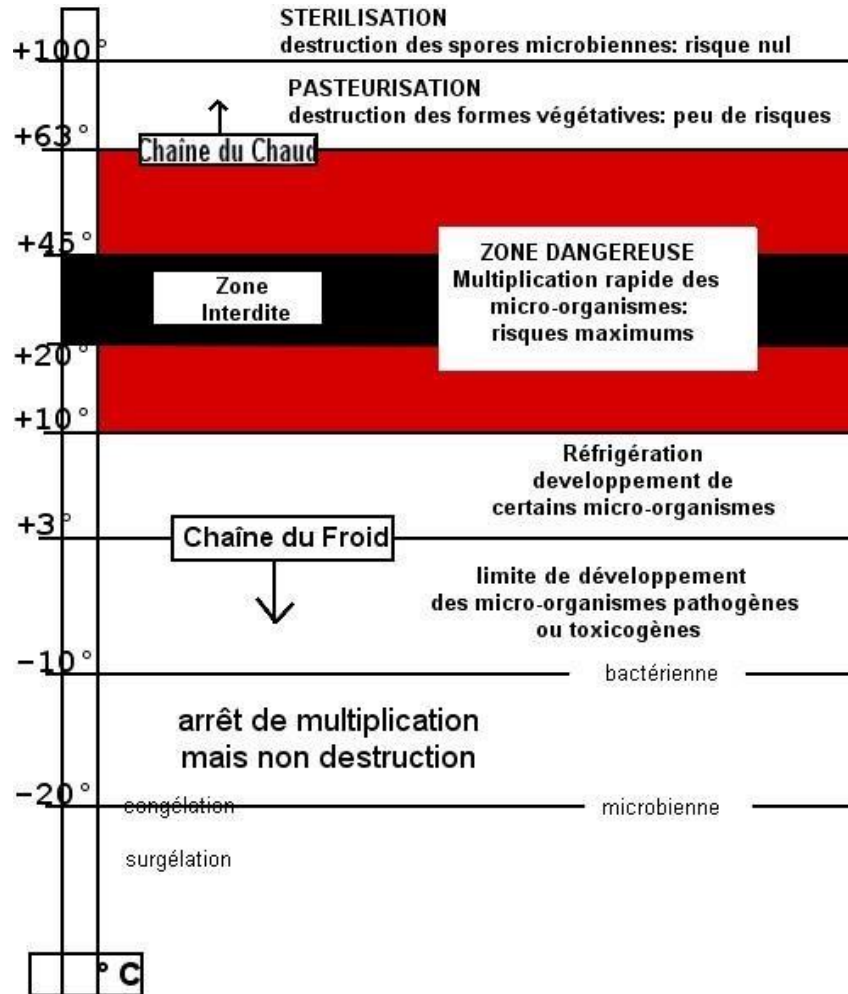 STERILISATION
destruction des spores microbiennes: risque nul
+100°
PASTEURISATION
destruction des formes végétatives: peu de risques
+63°
Chaîne du Chaud
+45°
ZONE DANGEREUSE
Multiplication rapide des
micro-organismes:
risques maximums
Zone
Interdite
+20°
+10°
Réfrigération
developpement de
certains micro-organismes
+3°
Chaîne du Froid
limite de développement
des micro-organismes pathogènes
ou toxicogènes
-10°
bactérienne
arrêt de multiplication
mais non destruction
-20°
congélation
microbienne
surgélation
° C